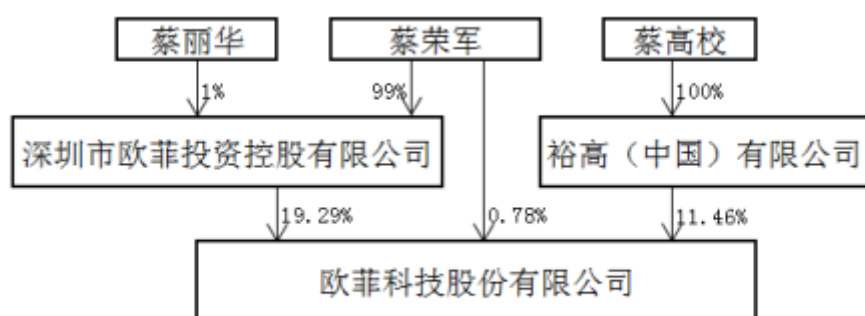 蔡丽华
蔡荣军
蔡高校
1%
99%
100%
深圳市欧菲投资控股有限公司
裕高（中国）有限公司
19.29%
0.78%
11.46%
欧菲科技股份有限公司